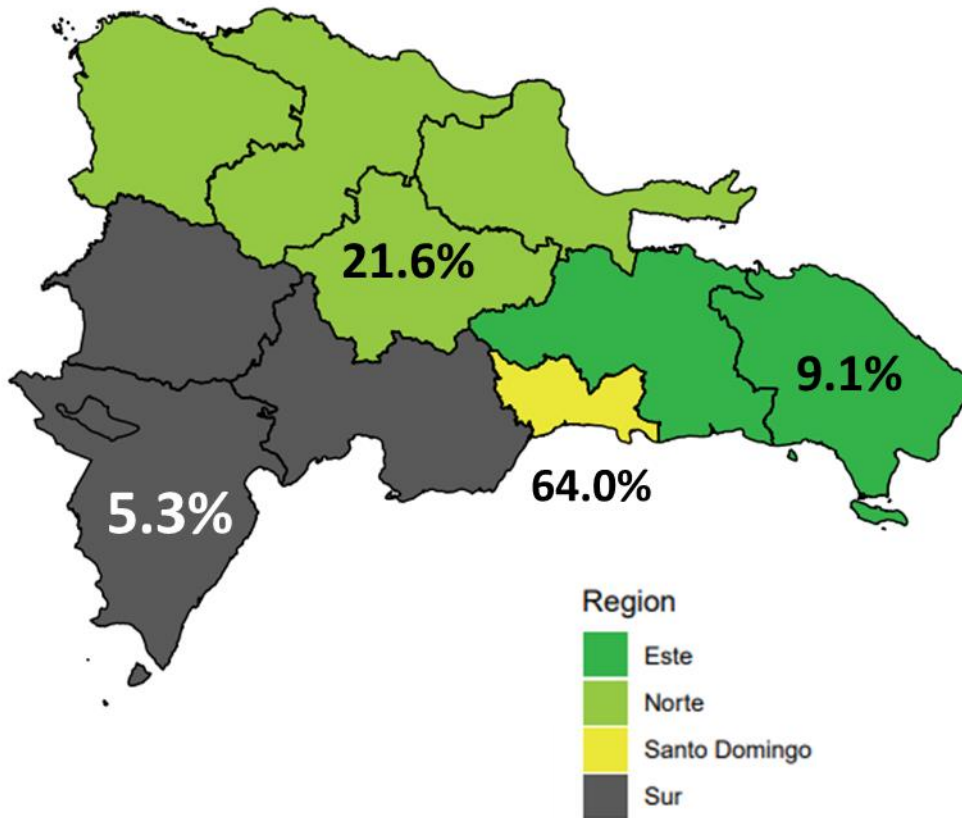 21.6%
9.1%
64.0%
5.3%
Region
Este
Norte
Santo Domingo
Sur